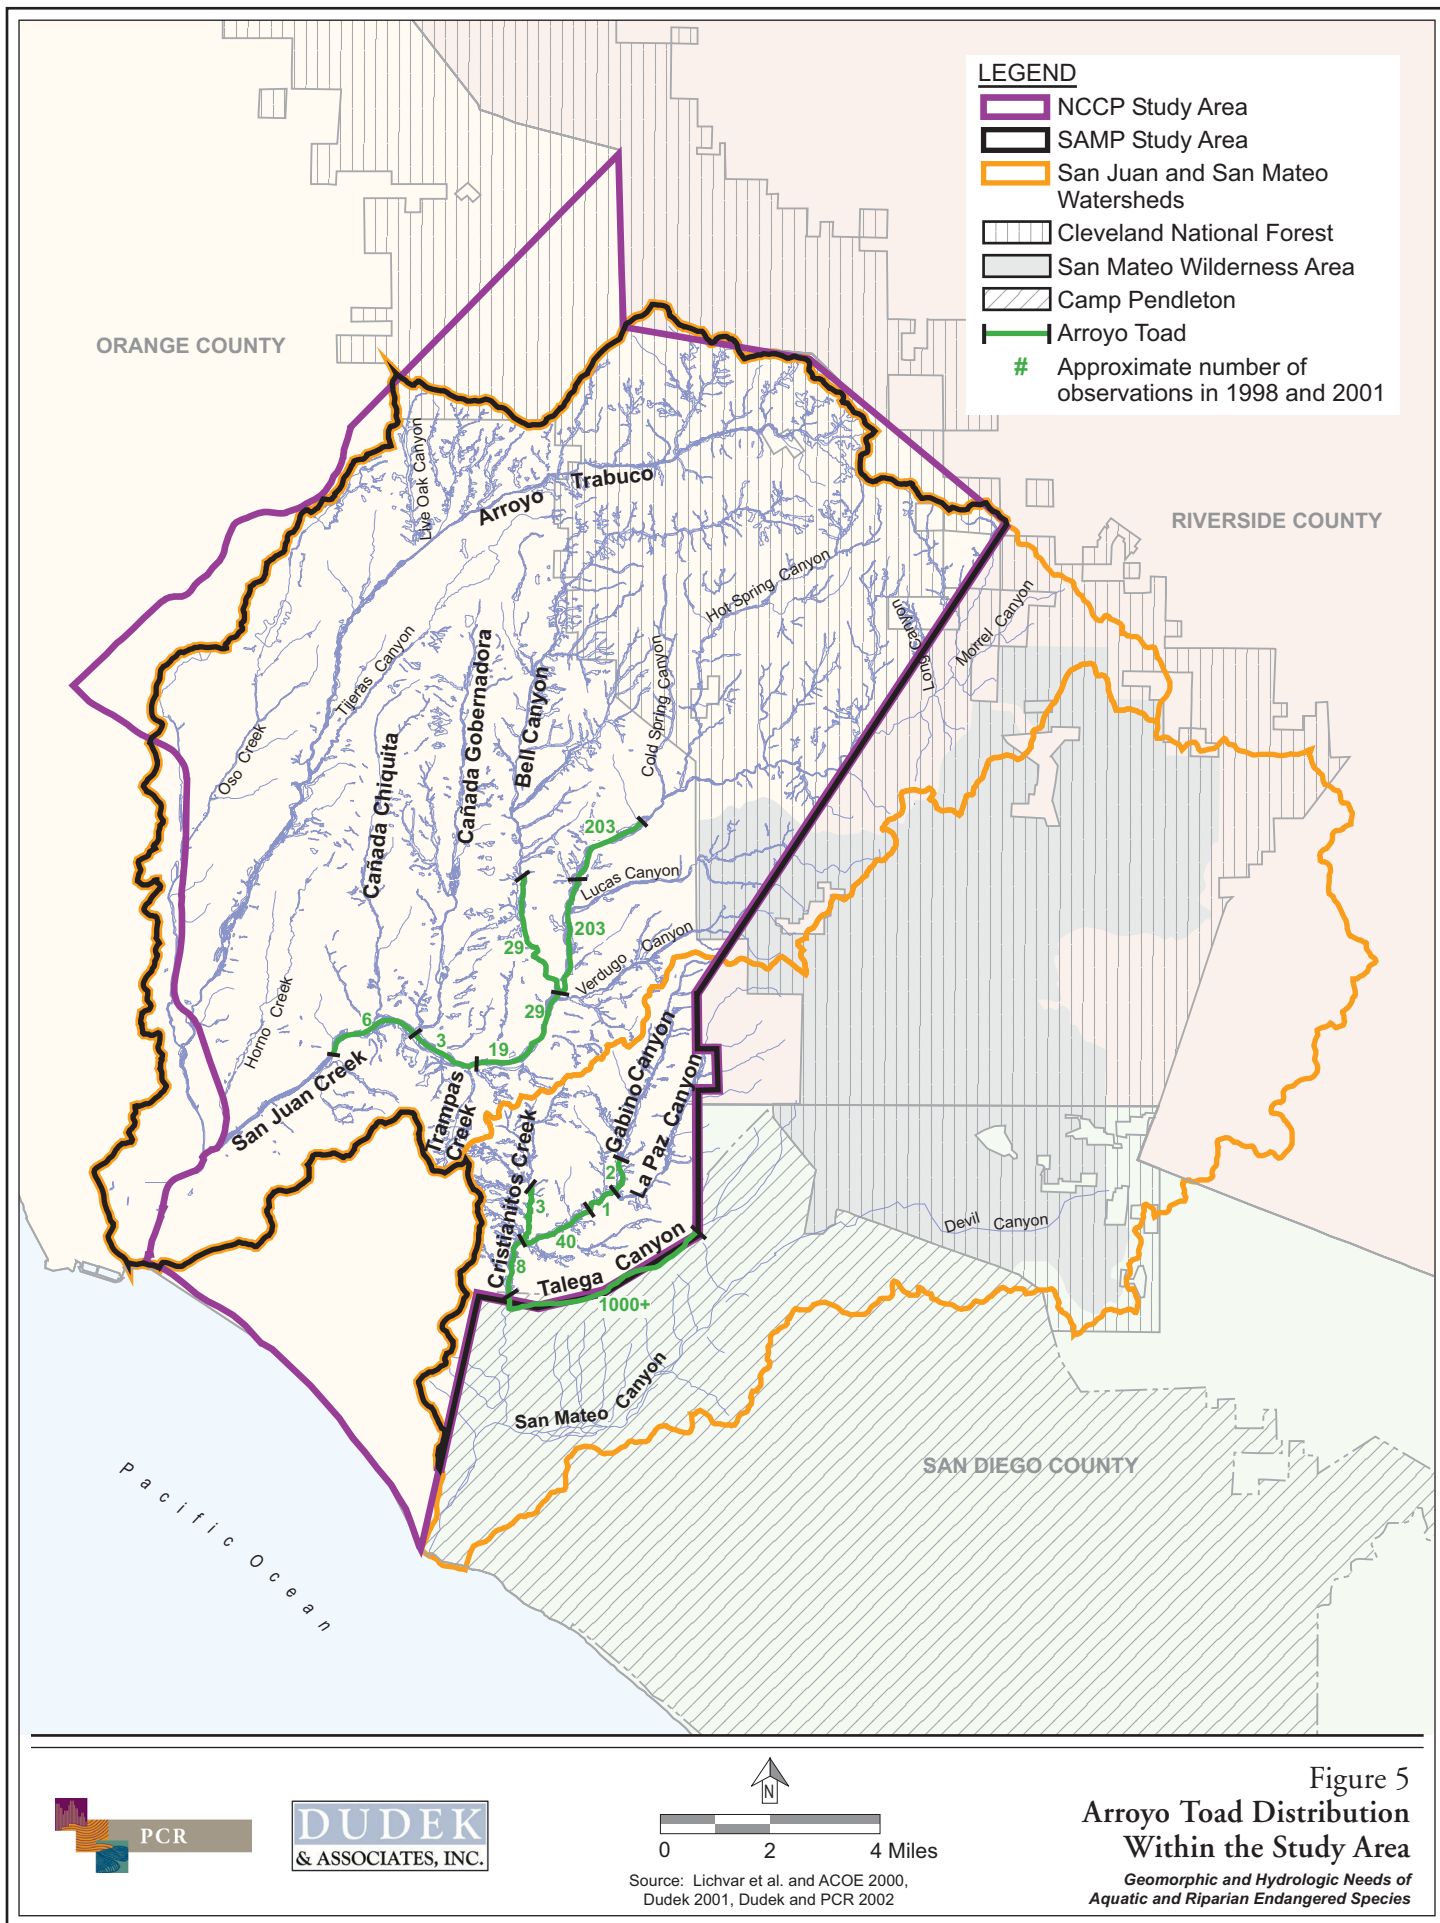 LEGEND
NCCP Study Area
SAMP Study Area
San Juan and San Mateo
Watersheds
Cleveland National Forest
San Mateo Wilderness Area
Camp Pendleton
Arroyo Toad
# Approximate number of
observations in 1998 and 2001
ORANGE COUNTY
RIVERSIDE COUNTY
Live Oak Canyon
Arroyo Trabuco
Hot Spring Canyon
Long Canyon
Morrel Canyon
Tijeras Canyon
Cañada Gobernadora
Bell Canyon
Cold Spring Canyon
Oso Creek
Cañada Chiquita
203
Lucas Canyon
203
29
Verdugo Canyon
29
6
3
19
Horno Creek
San Juan Creek
Trampas
Creek
Gabino Canyon
La Paz Canyon
Cristianitos Creek
2
3
1
40
8
Talega Canyon
1000+
Devil Canyon
San Mateo Canyon
SAN DIEGO COUNTY
Pacific Ocean
PCR
DUDEK
& ASSOCIATES, INC.
N
0 2 4 Miles
Source: Lichvar et al. and ACOE 2000,
Dudek 2001, Dudek and PCR 2002
Figure 5
Arroyo Toad Distribution
Within the Study Area
Geomorphic and Hydrologic Needs of
Aquatic and Riparian Endangered Species